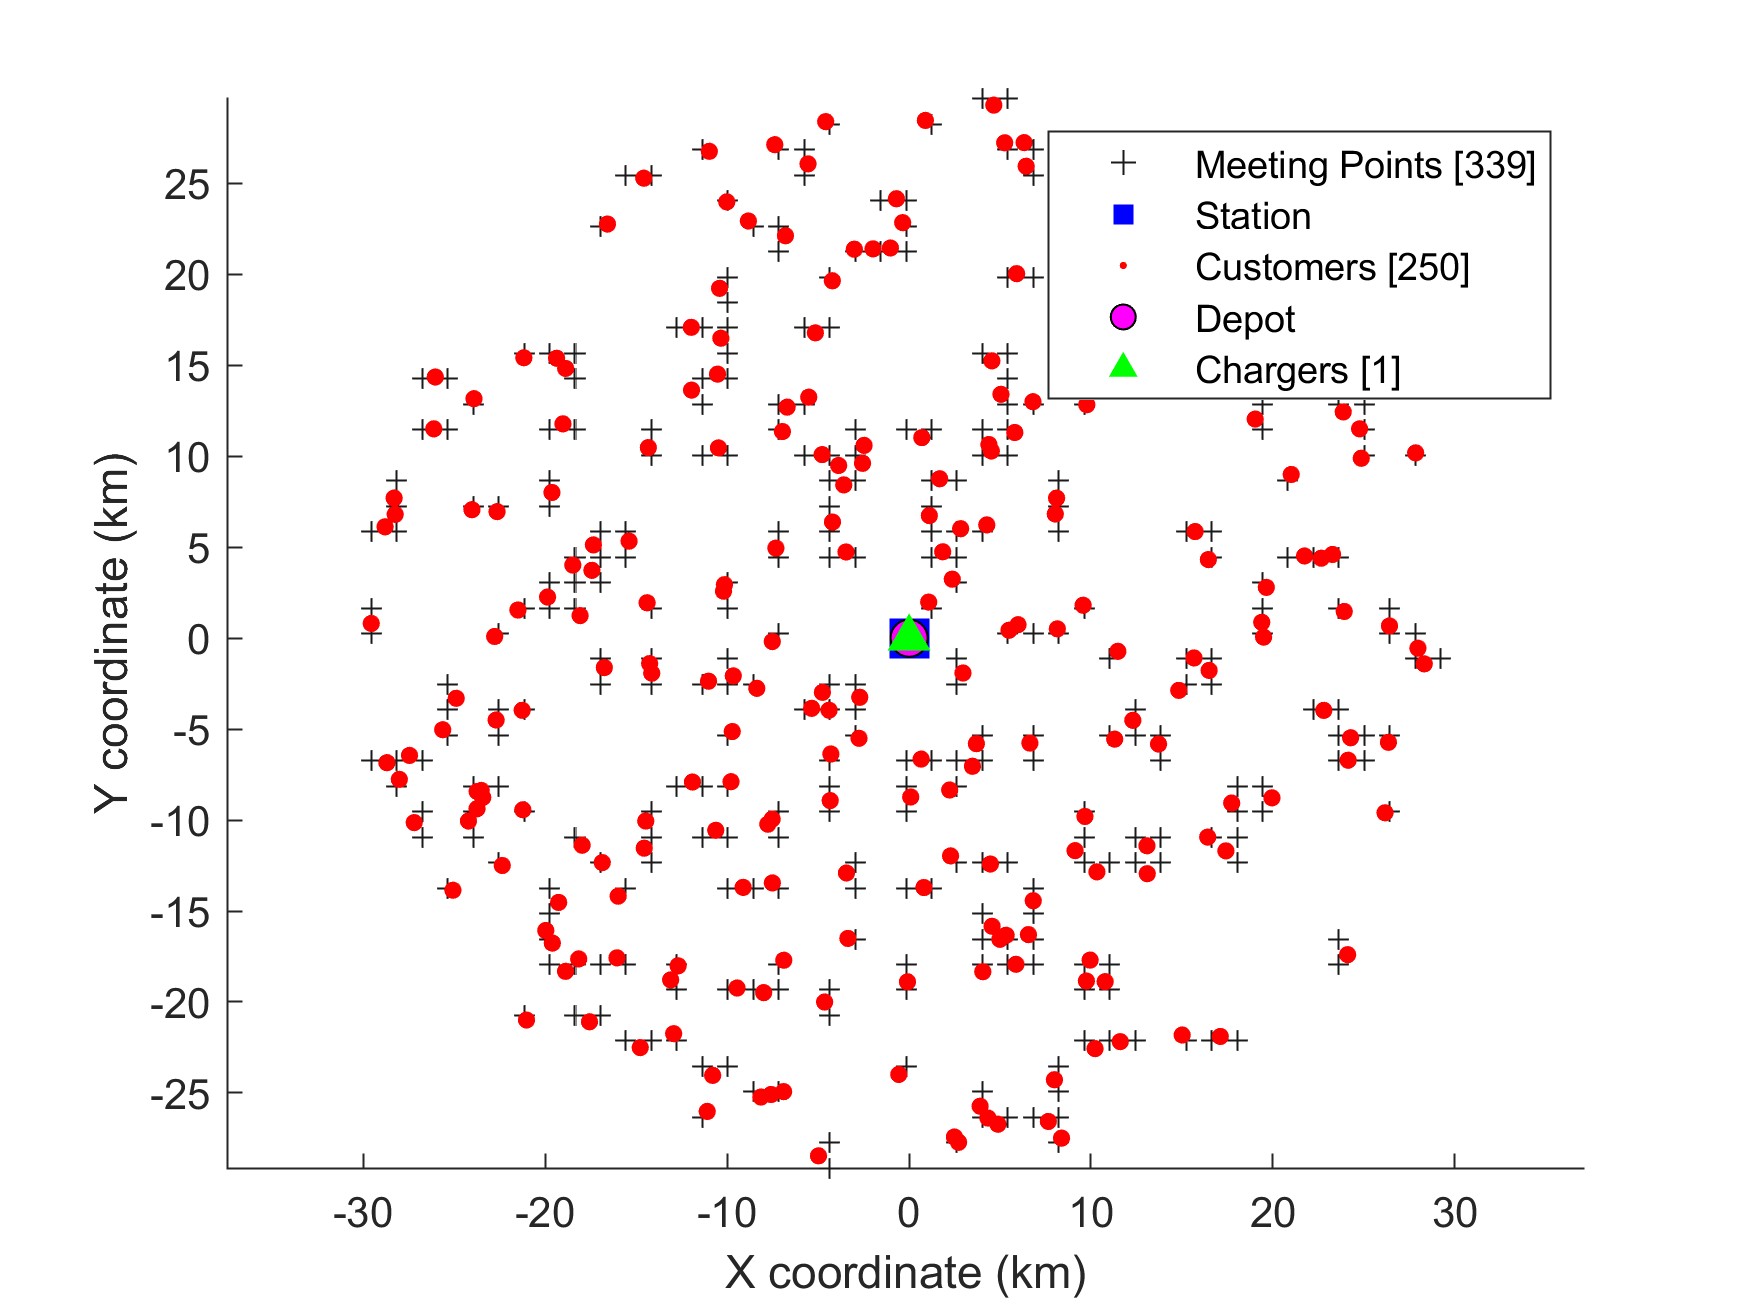 Meeting Points [339]
Station
Customers [250]
Depot
Chargers [1]
25
20
15
10
5
0
-5
-10
-15
-20
-25
Y coordinate (km)
-30 -20 -10 0 10 20 30
X coordinate (km)